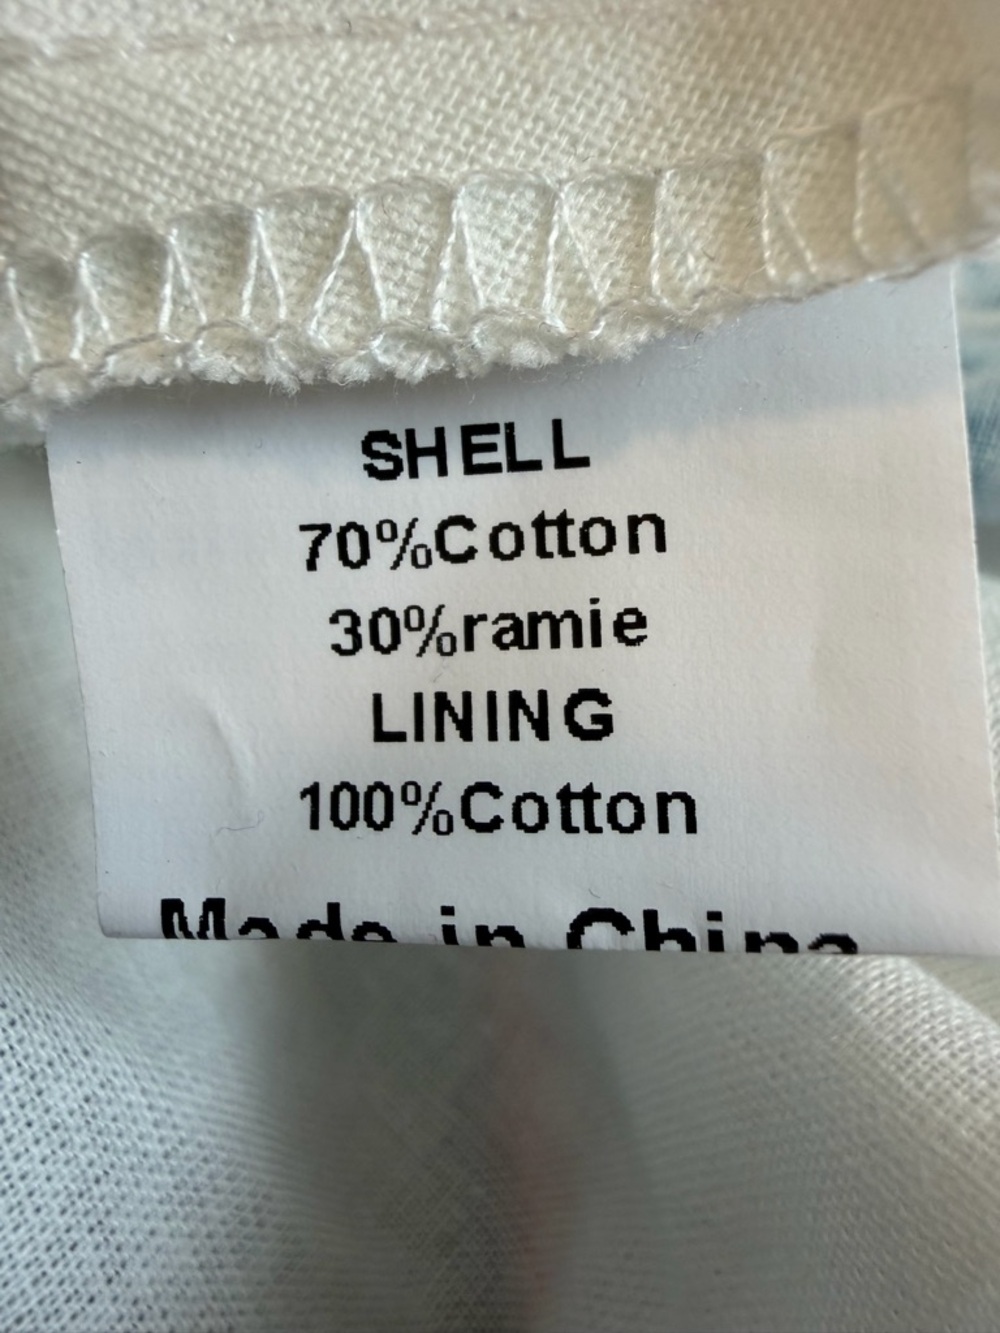 SHELL
70%Cotton
30%ramie
LINING
100%Cotton
Made in China